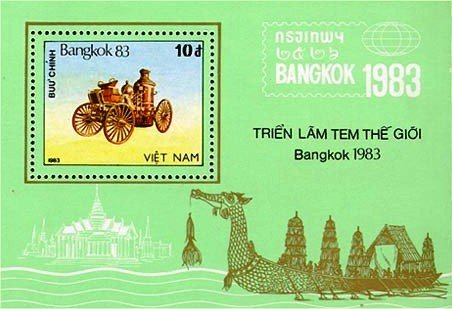 Bangkok 83 10đ
BƯU CHÍNH
1983 VIỆT NAM
กรุงเทพฯ
๒๕๒๖
BANGKOK 1983
TRIỂN LÃM TEM THẾ GIỚI
Bangkok 1983